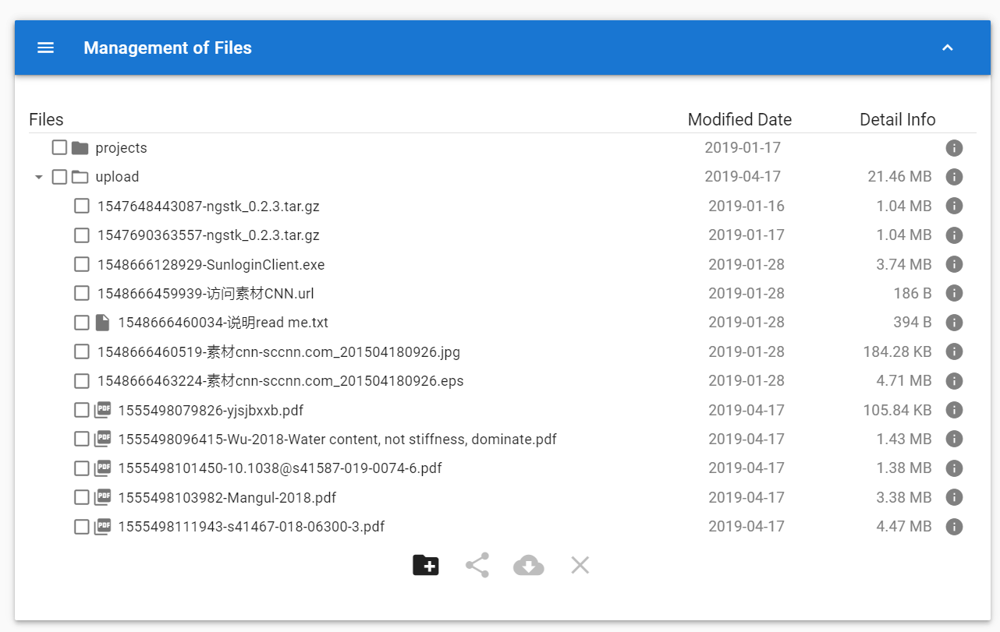 Management of Files
Files Modified Date Detail Info
projects 2019-01-17
upload 2019-04-17 21.46 MB
1547648443087-ngstk_0.2.3.tar.gz 2019-01-16 1.04 MB
1547690363557-ngstk_0.2.3.tar.gz 2019-01-17 1.04 MB
1548666128929-SunloginClient.exe 2019-01-28 3.74 MB
1548666459939-访问素材CNN.url 2019-01-28 186 B
1548666460034-说明read me.txt 2019-01-28 394 B
1548666460519-素材cnn-sccnn.com_201504180926.jpg 2019-01-28 184.28 KB
1548666463224-素材cnn-sccnn.com_201504180926.eps 2019-01-28 4.71 MB
PDF 1555498079826-yjsjbxxb.pdf 2019-04-17 105.84 KB
PDF 1555498096415-Wu-2018-Water content, not stiffness, dominate.pdf 2019-04-17 1.43 MB
PDF 1555498101450-10.1038@s41587-019-0074-6.pdf 2019-04-17 1.38 MB
PDF 1555498103982-Mangul-2018.pdf 2019-04-17 3.38 MB
PDF 1555498111943-s41467-018-06300-3.pdf 2019-04-17 4.47 MB